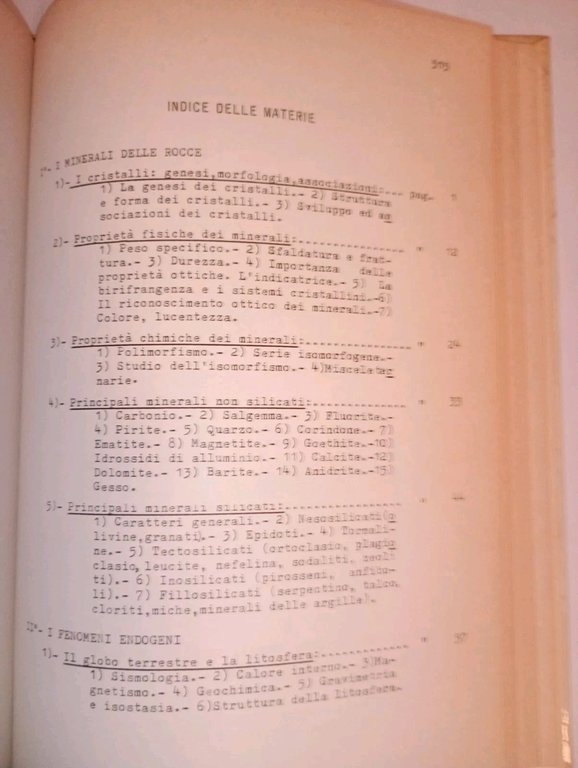 INDICE DELLE MATERIE
I°- I MINERALI DELLE ROCCE
1)- I cristalli: genesi,morfologia,associazioni:... pag.
1) La genesi dei cristalli.- 2) Struttura
e forma dei cristalli.- 3) Sviluppo ed as
sociazioni dei cristalli.
2)- Proprietà fisiche dei minerali:
1) Peso specifico.- 2) Sfaldatura e frat-
tura.- 3) Durezza.- 4) Importanza delle
proprietà ottiche. L'indicatrice.- 5) La
birifrangenza e i sistemi cristallini.-6)
Il riconoscimento ottico dei minerali.-7)
Colore, lucentezza.
3)- Proprietà chimiche dei minerali: " 24
1) Polimorfismo.- 2) Serie isomorfogene.-
3) Studio dell'isomorfismo.- 4)Miscele ter
narie.
4)- Principali minerali non silicati: "
1) Carbonio.- 2) Salgemma.- 3) Fluorite.-
4) Pirite.- 5) Quarzo.- 6) Corindone.- 7)
Ematite.- 8) Magnetite.- 9) Goethite.-10)
Idrossidi di alluminio.- 11) Calcite.-12)
Dolomite.- 13) Barite.- 14) Anidrite.-15)
Gesso.
5)- Principali minerali silicati: " 44
1) Caratteri generali.- 2) Nesosilicati(o
livine,granati).- 3) Epidoti.- 4) Tormali-
ne.- 5) Tectosilicati (ortoclasio, plagio
clasio,leucite, nefelina, sodaliti, zeoli
ti).- 6) Inosilicati (pirosseni, anfibo-
li).- 7) Fillosilicati (serpentino, talco,
cloriti,miche,minerali delle argille).
II°- I FENOMENI ENDOGENI
1)- Il globo terrestre e la litosfera: " 57
1) Sismologia.- 2) Calore interno.- 3)Ma-
gnetismo.- 4) Geochimica.- 5) Gravimetria
e isostasia.- 6)Struttura della litosfera.